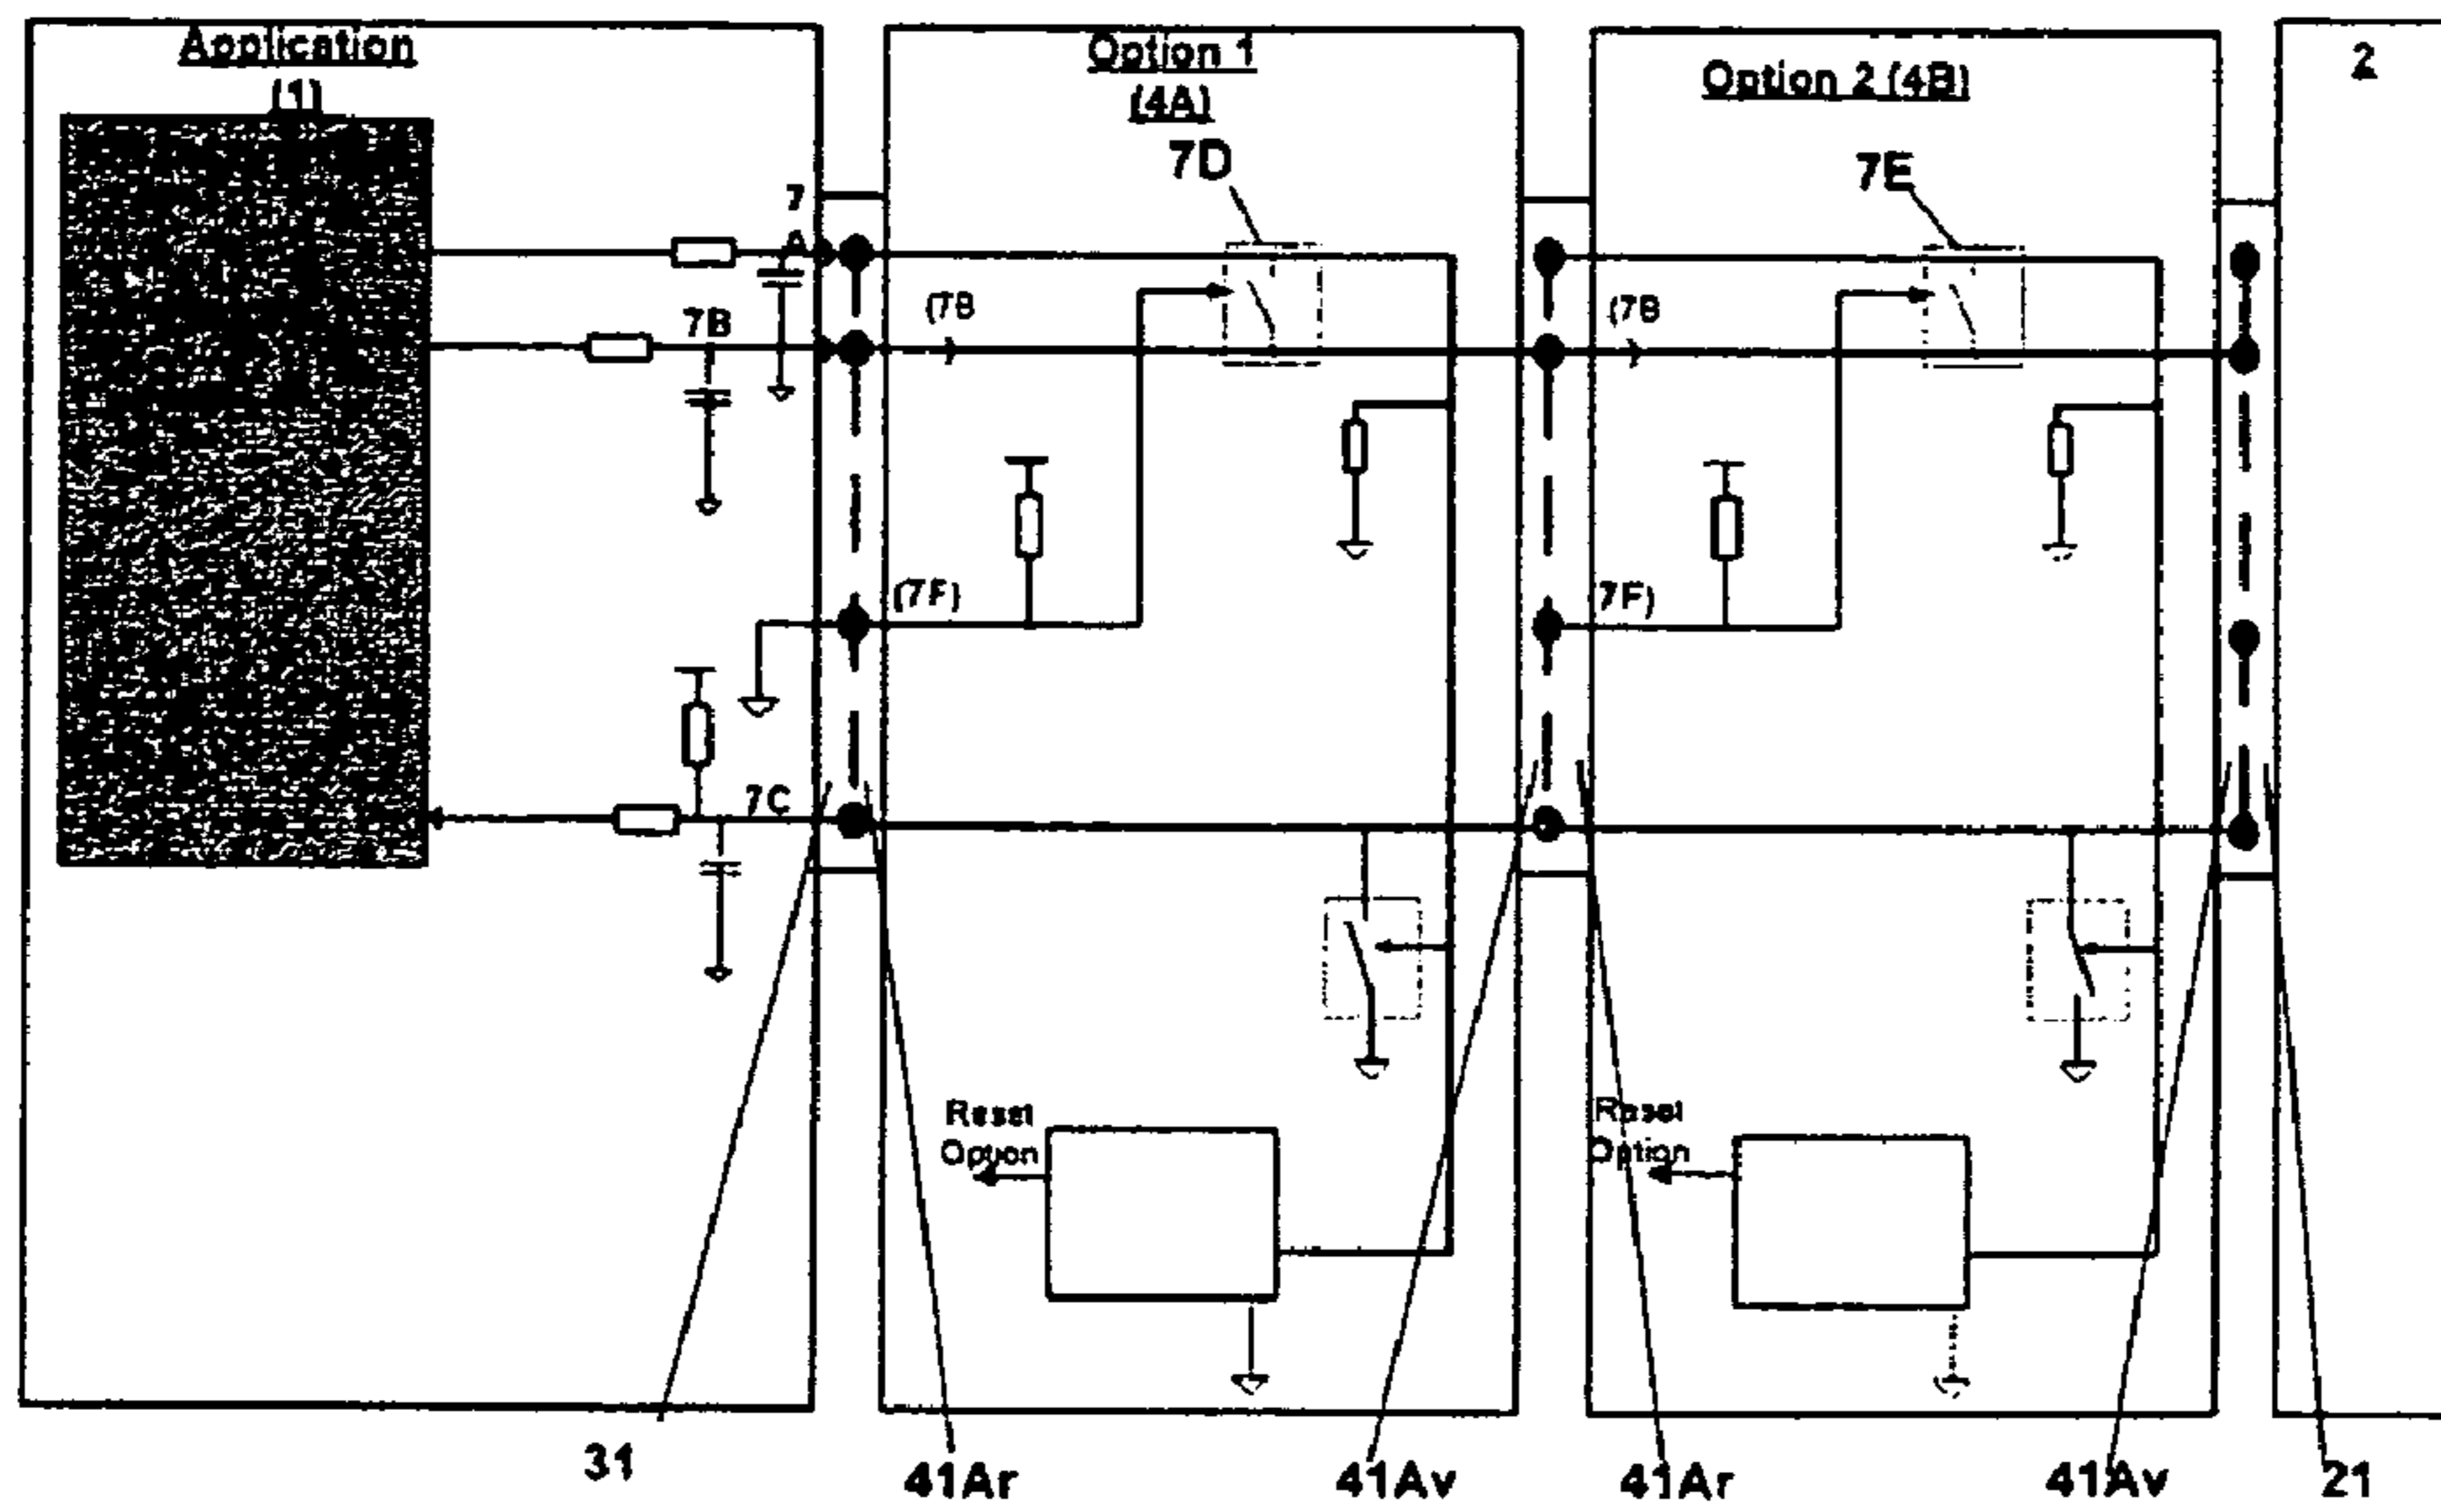 Application
(1)
Option 1
(4A)
Option 2 (4B)
2
7D
7E
7
A
7B
(7B
(7B
(7F)
7F)
7C
Reset
Option
Reset
Option
31
41Ar
41Av
41Ar
41Av
21